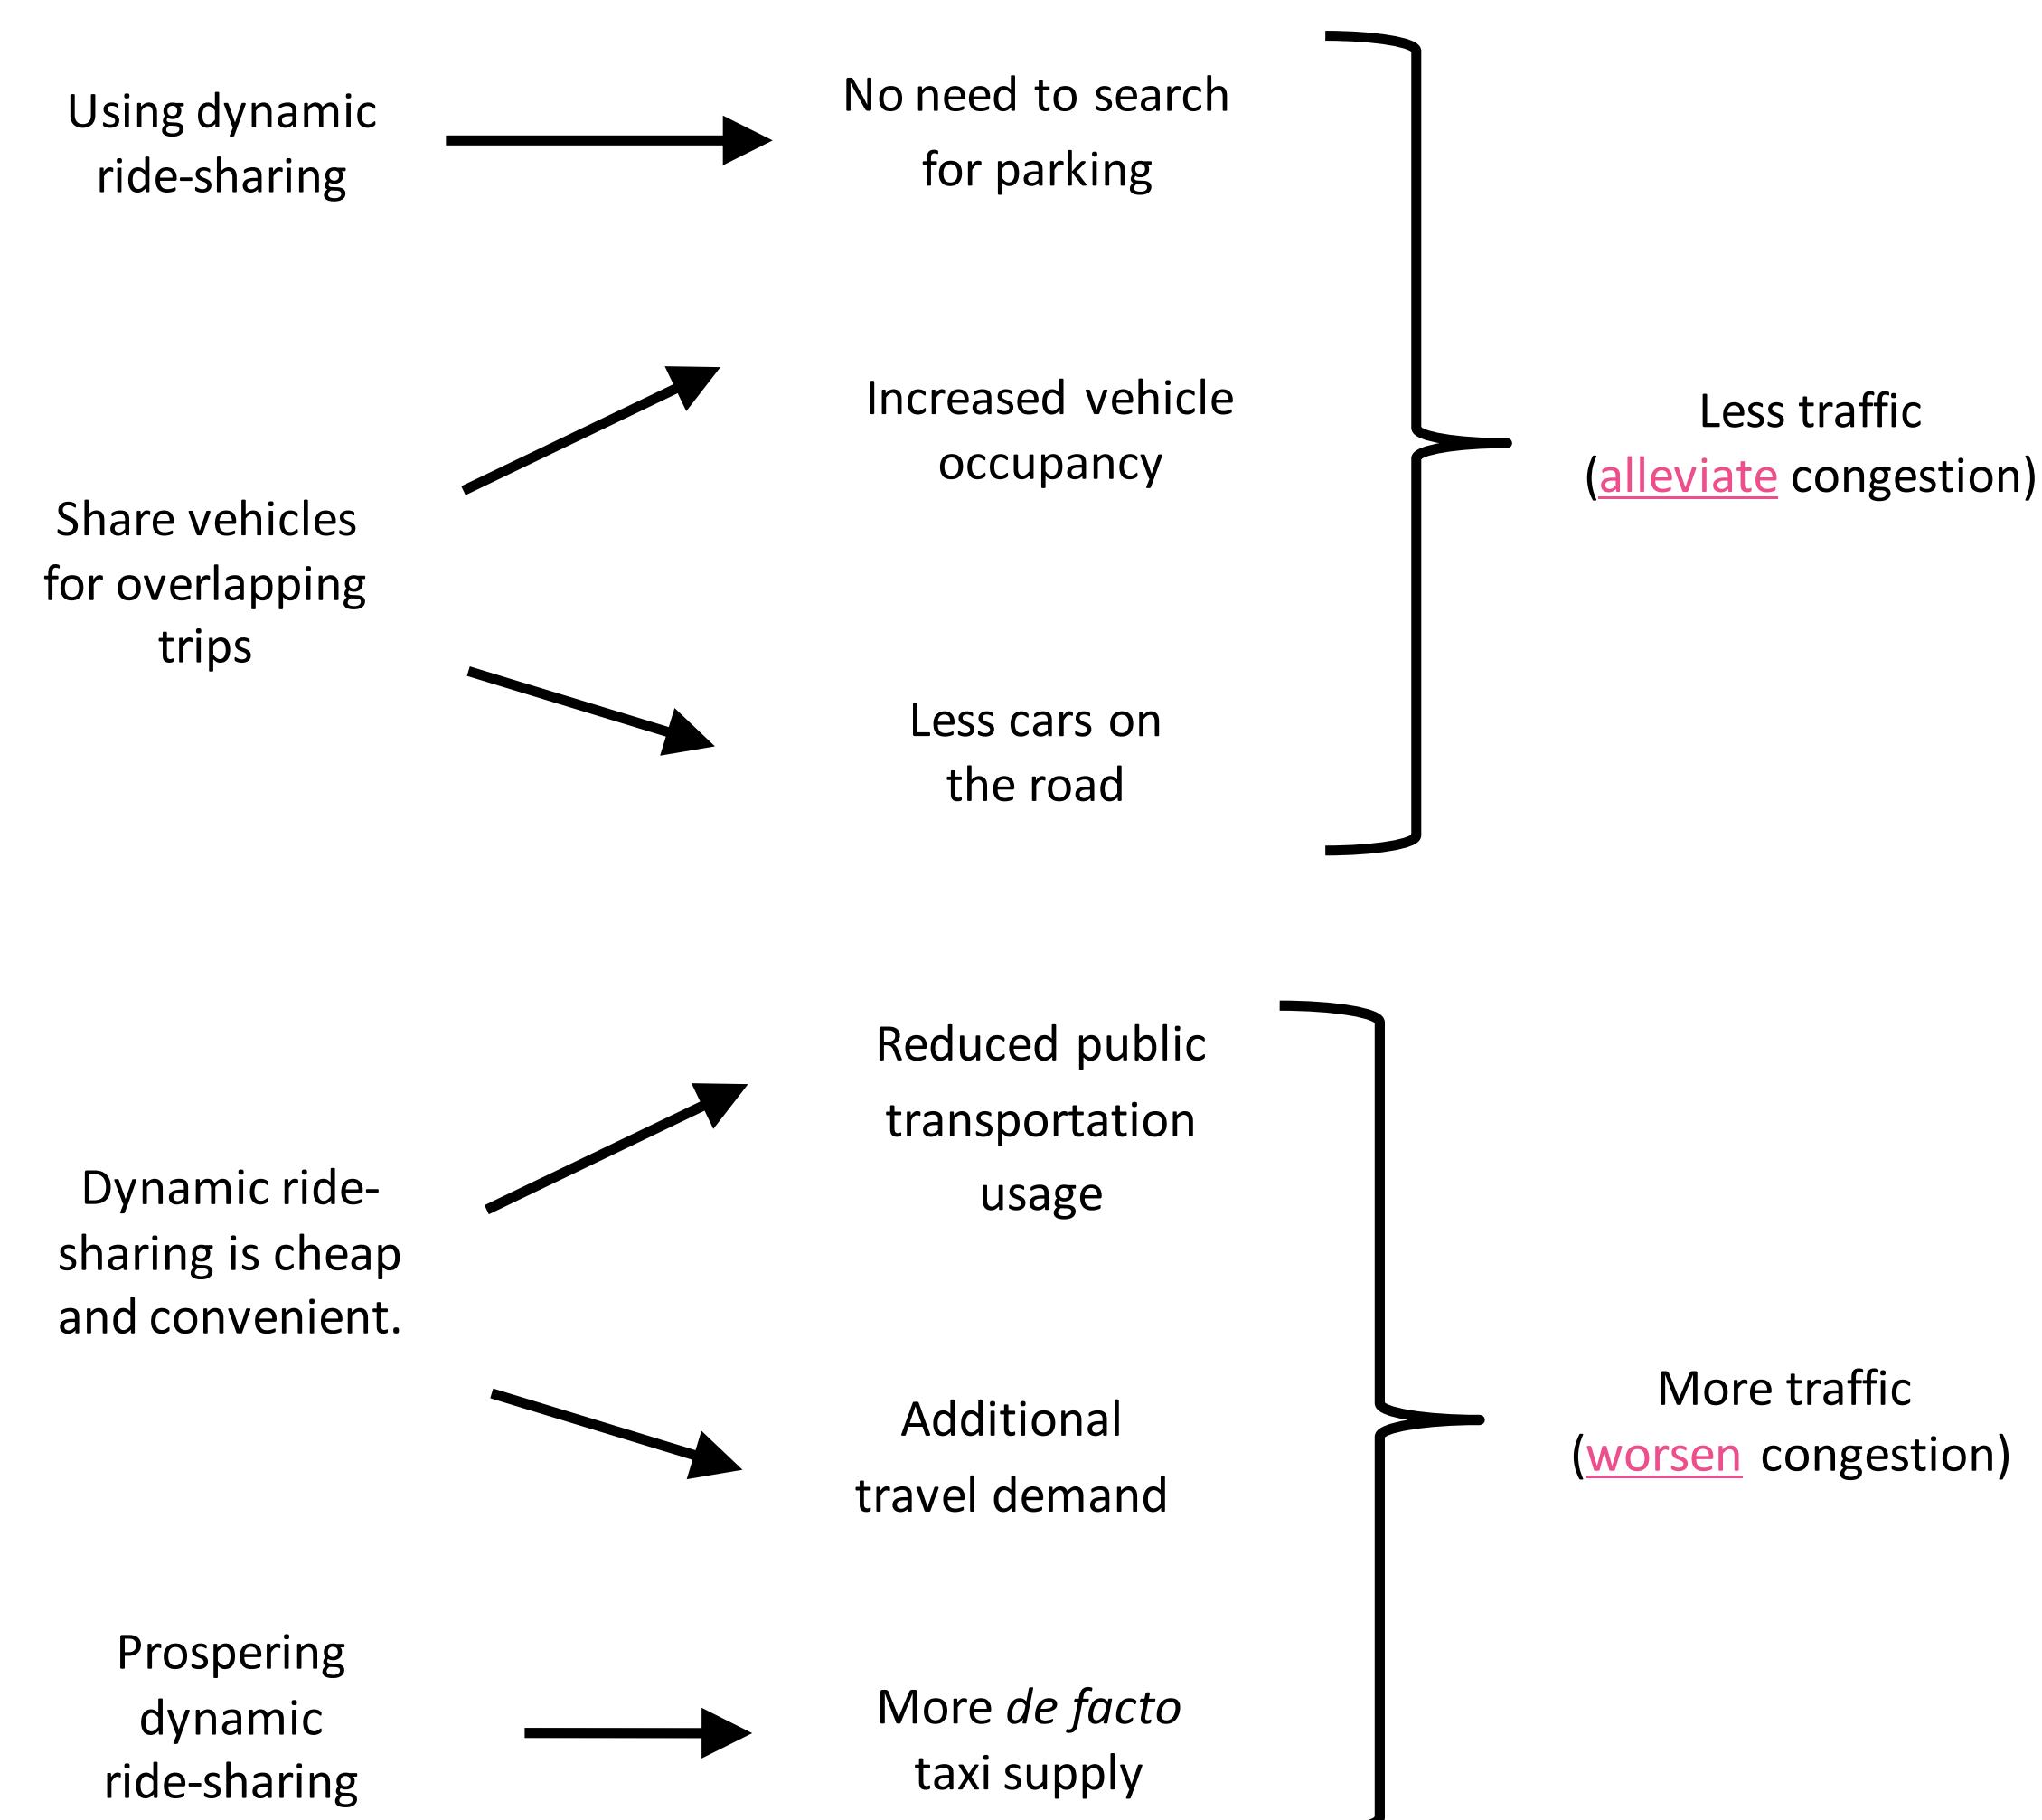 Using dynamic
ride-sharing
No need to search
for parking
Share vehicles
for overlapping
trips
Increased vehicle
occupancy
Less cars on
the road
Less traffic
(alleviate congestion)
Dynamic ride-
sharing is cheap
and convenient.
Reduced public
transportation
usage
Additional
travel demand
Prospering
dynamic
ride-sharing
More de facto
taxi supply
More traffic
(worsen congestion)